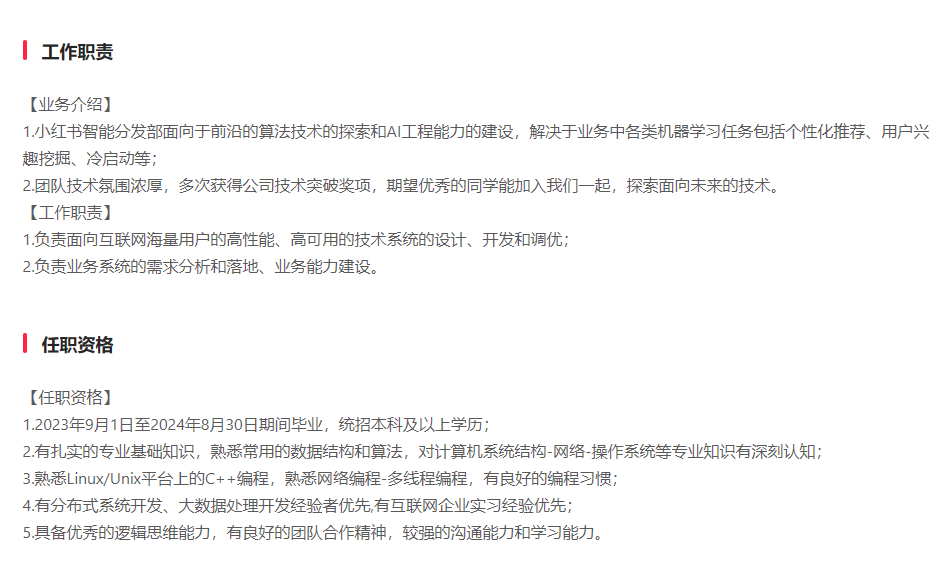 工作职责
【业务介绍】
1.小红书智能分发部面向于前沿的算法技术的探索和AI工程能力的建设，解决于业务中各类机器学习任务包括个性化推荐、用户兴
趣挖掘、冷启动等；
2.团队技术氛围浓厚，多次获得公司技术突破奖项，期望优秀的同学能加入我们一起，探索面向未来的技术。
【工作职责】
1.负责面向互联网海量用户的高性能、高可用的技术系统的设计、开发和调优；
2.负责业务系统的需求分析和落地、业务能力建设。
任职资格
【任职资格】
1.2023年9月1日至2024年8月30日期间毕业，统招本科及以上学历；
2.有扎实的专业基础知识，熟悉常用的数据结构和算法，对计算机系统结构-网络-操作系统等专业知识有深刻认知；
3.熟悉Linux/Unix平台上的C++编程，熟悉网络编程-多线程编程，有良好的编程习惯；
4.有分布式系统开发、大数据处理开发经验者优先,有互联网企业实习经验优先；
5.具备优秀的逻辑思维能力，有良好的团队合作精神，较强的沟通能力和学习能力。